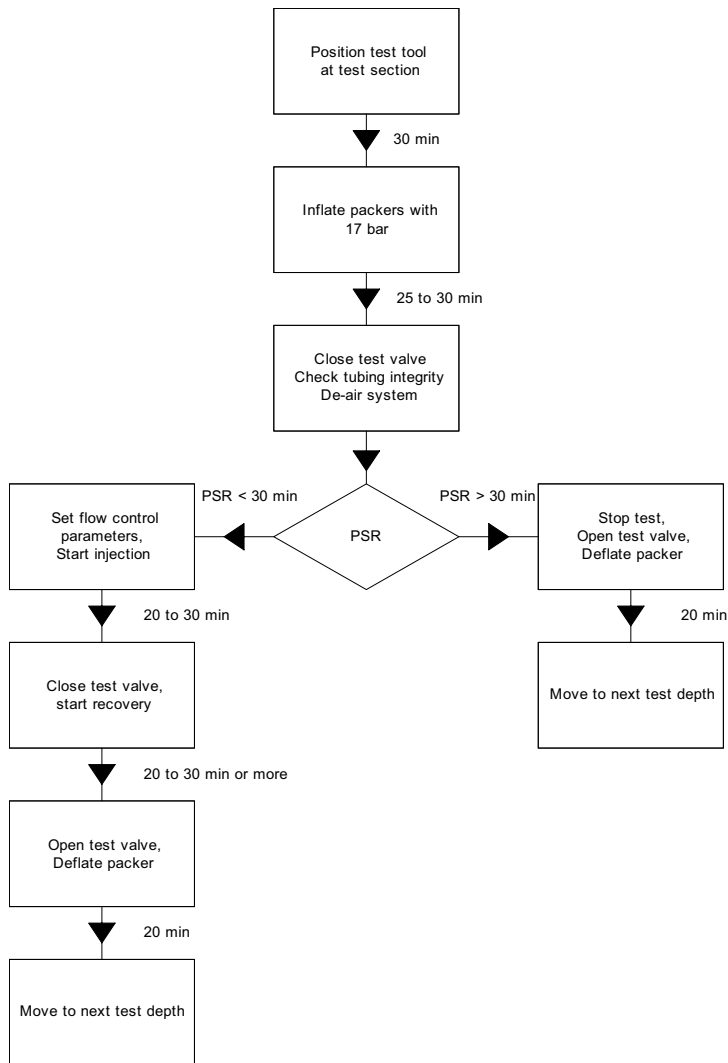 Position test tool
at test section
30 min
Inflate packers with
17 bar
25 to 30 min
Close test valve
Check tubing integrity
De-air system
PSR < 30 min
PSR
PSR > 30 min
Set flow control
parameters,
Start injection
Stop test,
Open test valve,
Deflate packer
20 to 30 min
20 min
Close test valve,
start recovery
Move to next test depth
20 to 30 min or more
Open test valve,
Deflate packer
20 min
Move to next test depth